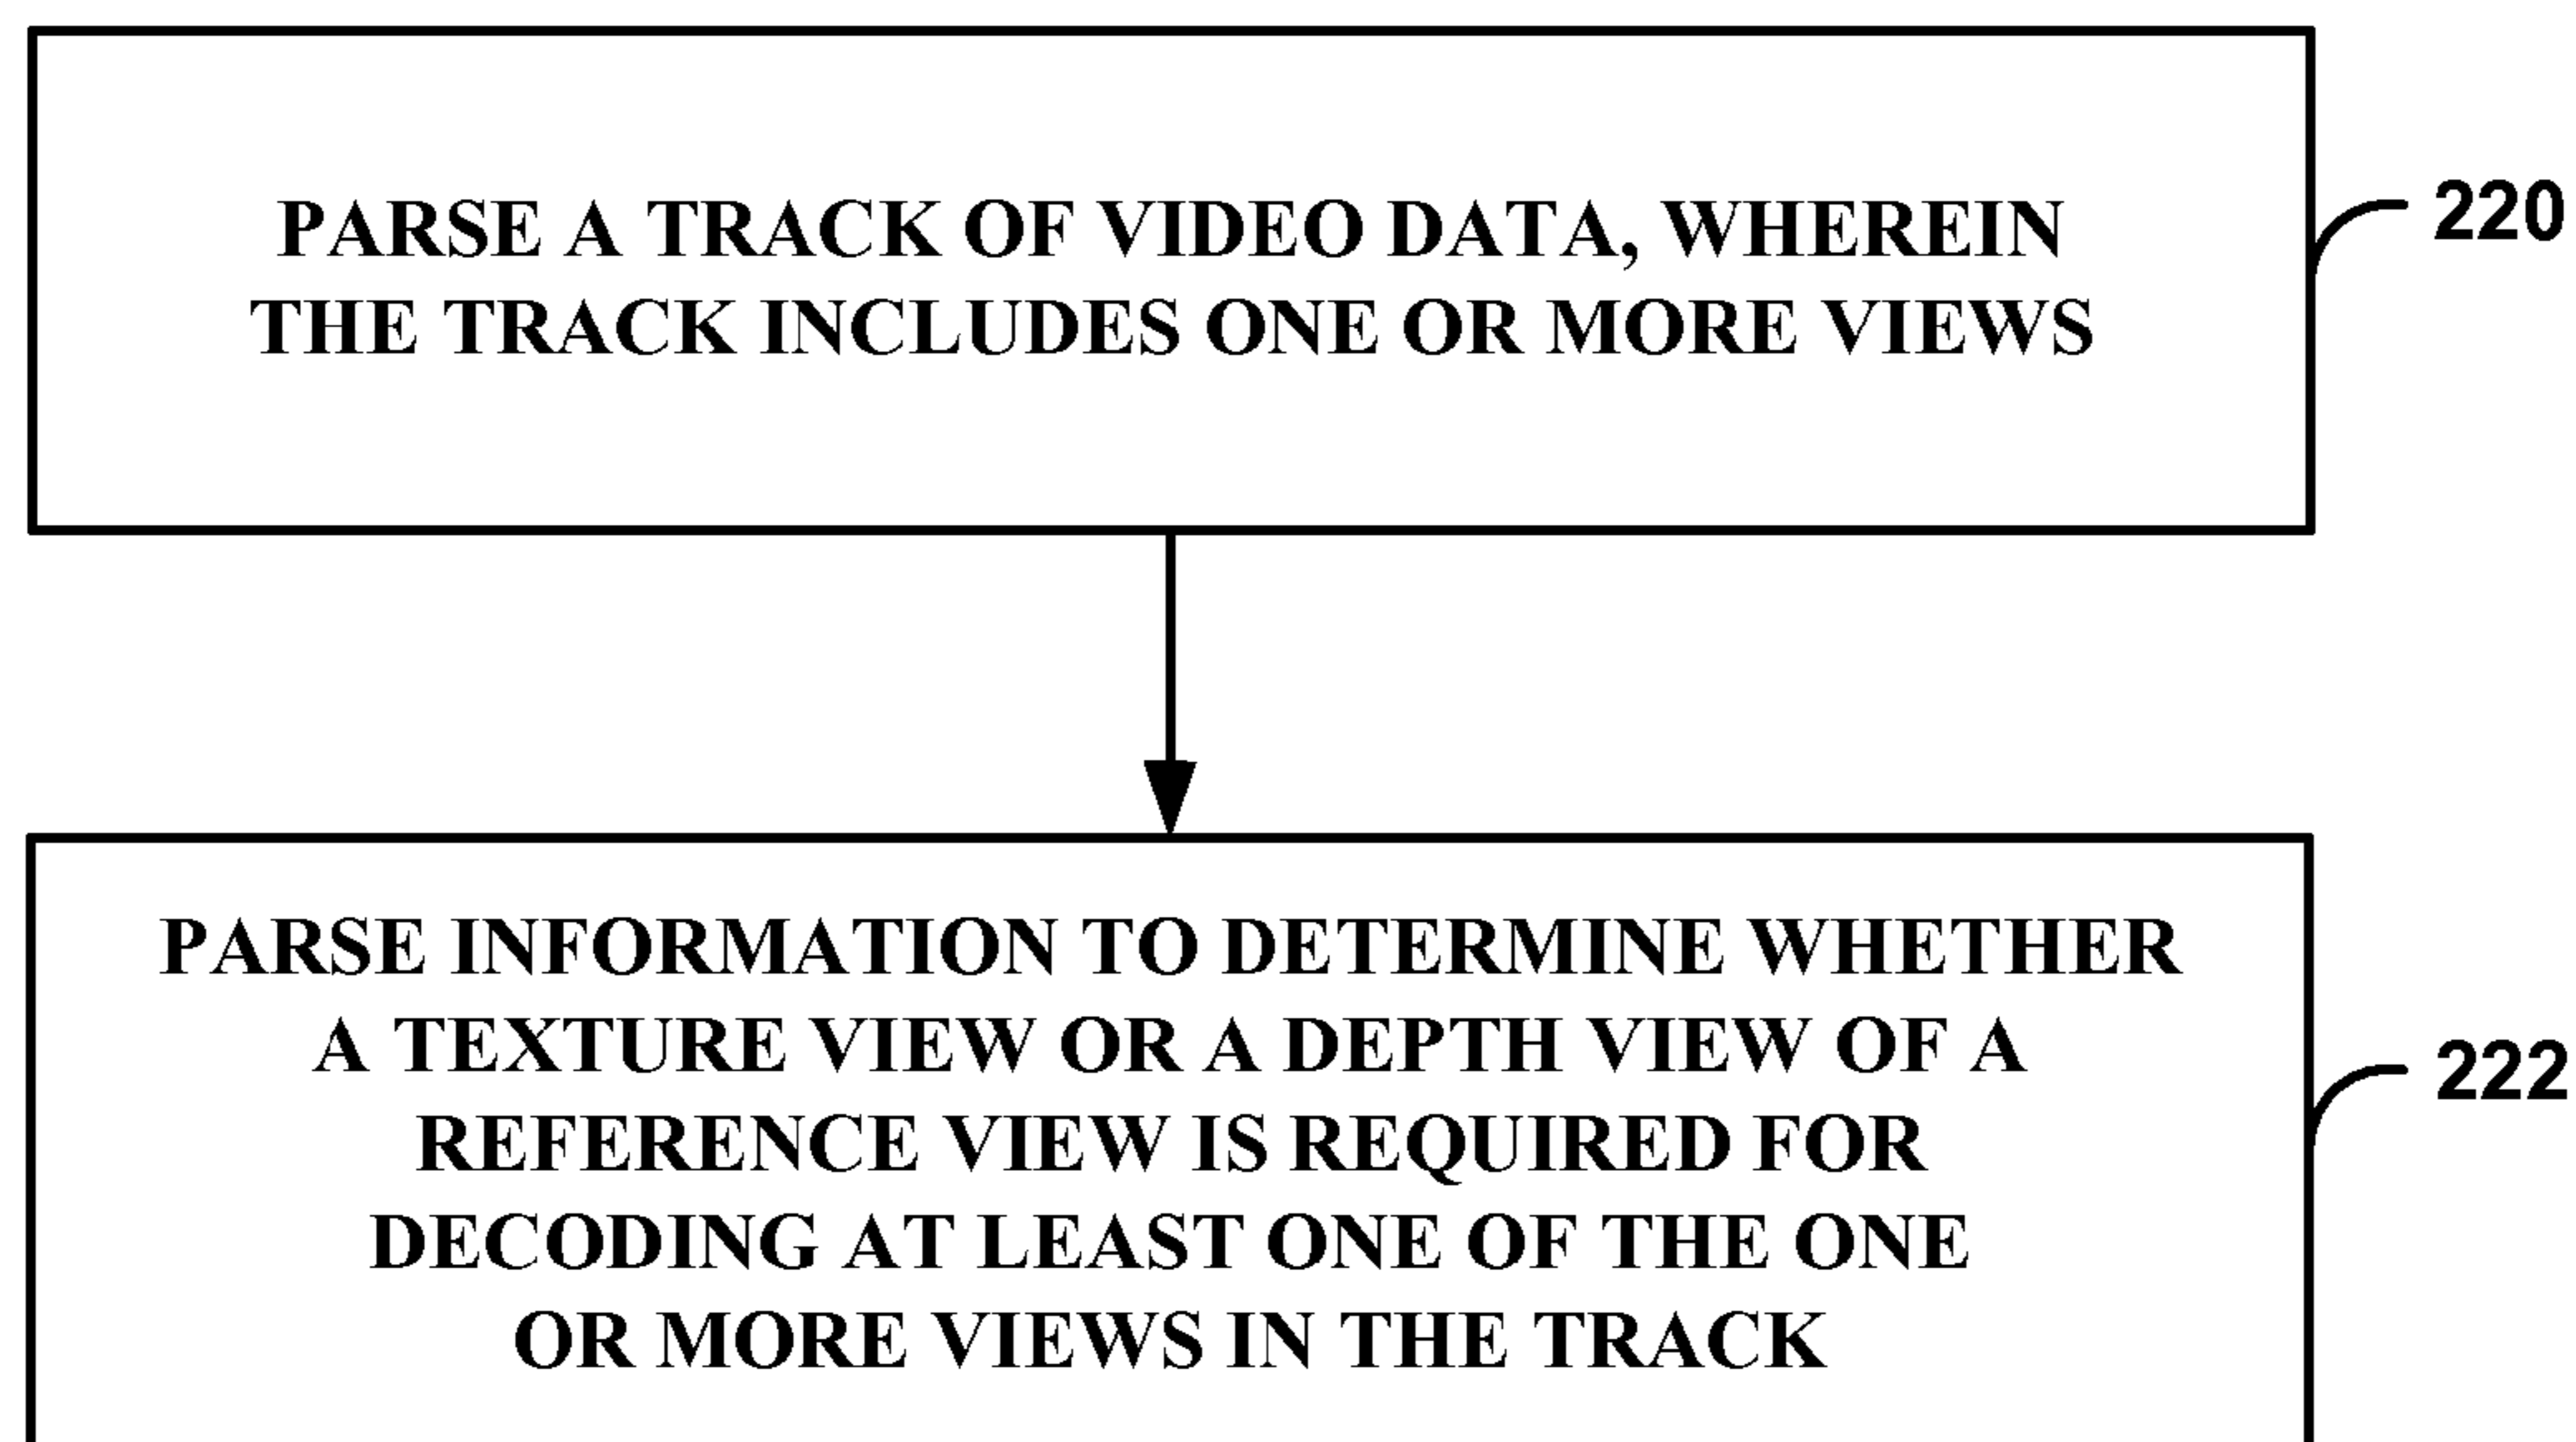 PARSE A TRACK OF VIDEO DATA, WHEREIN
THE TRACK INCLUDES ONE OR MORE VIEWS
220
PARSE INFORMATION TO DETERMINE WHETHER
A TEXTURE VIEW OR A DEPTH VIEW OF A
REFERENCE VIEW IS REQUIRED FOR
DECODING AT LEAST ONE OF THE ONE
OR MORE VIEWS IN THE TRACK
222